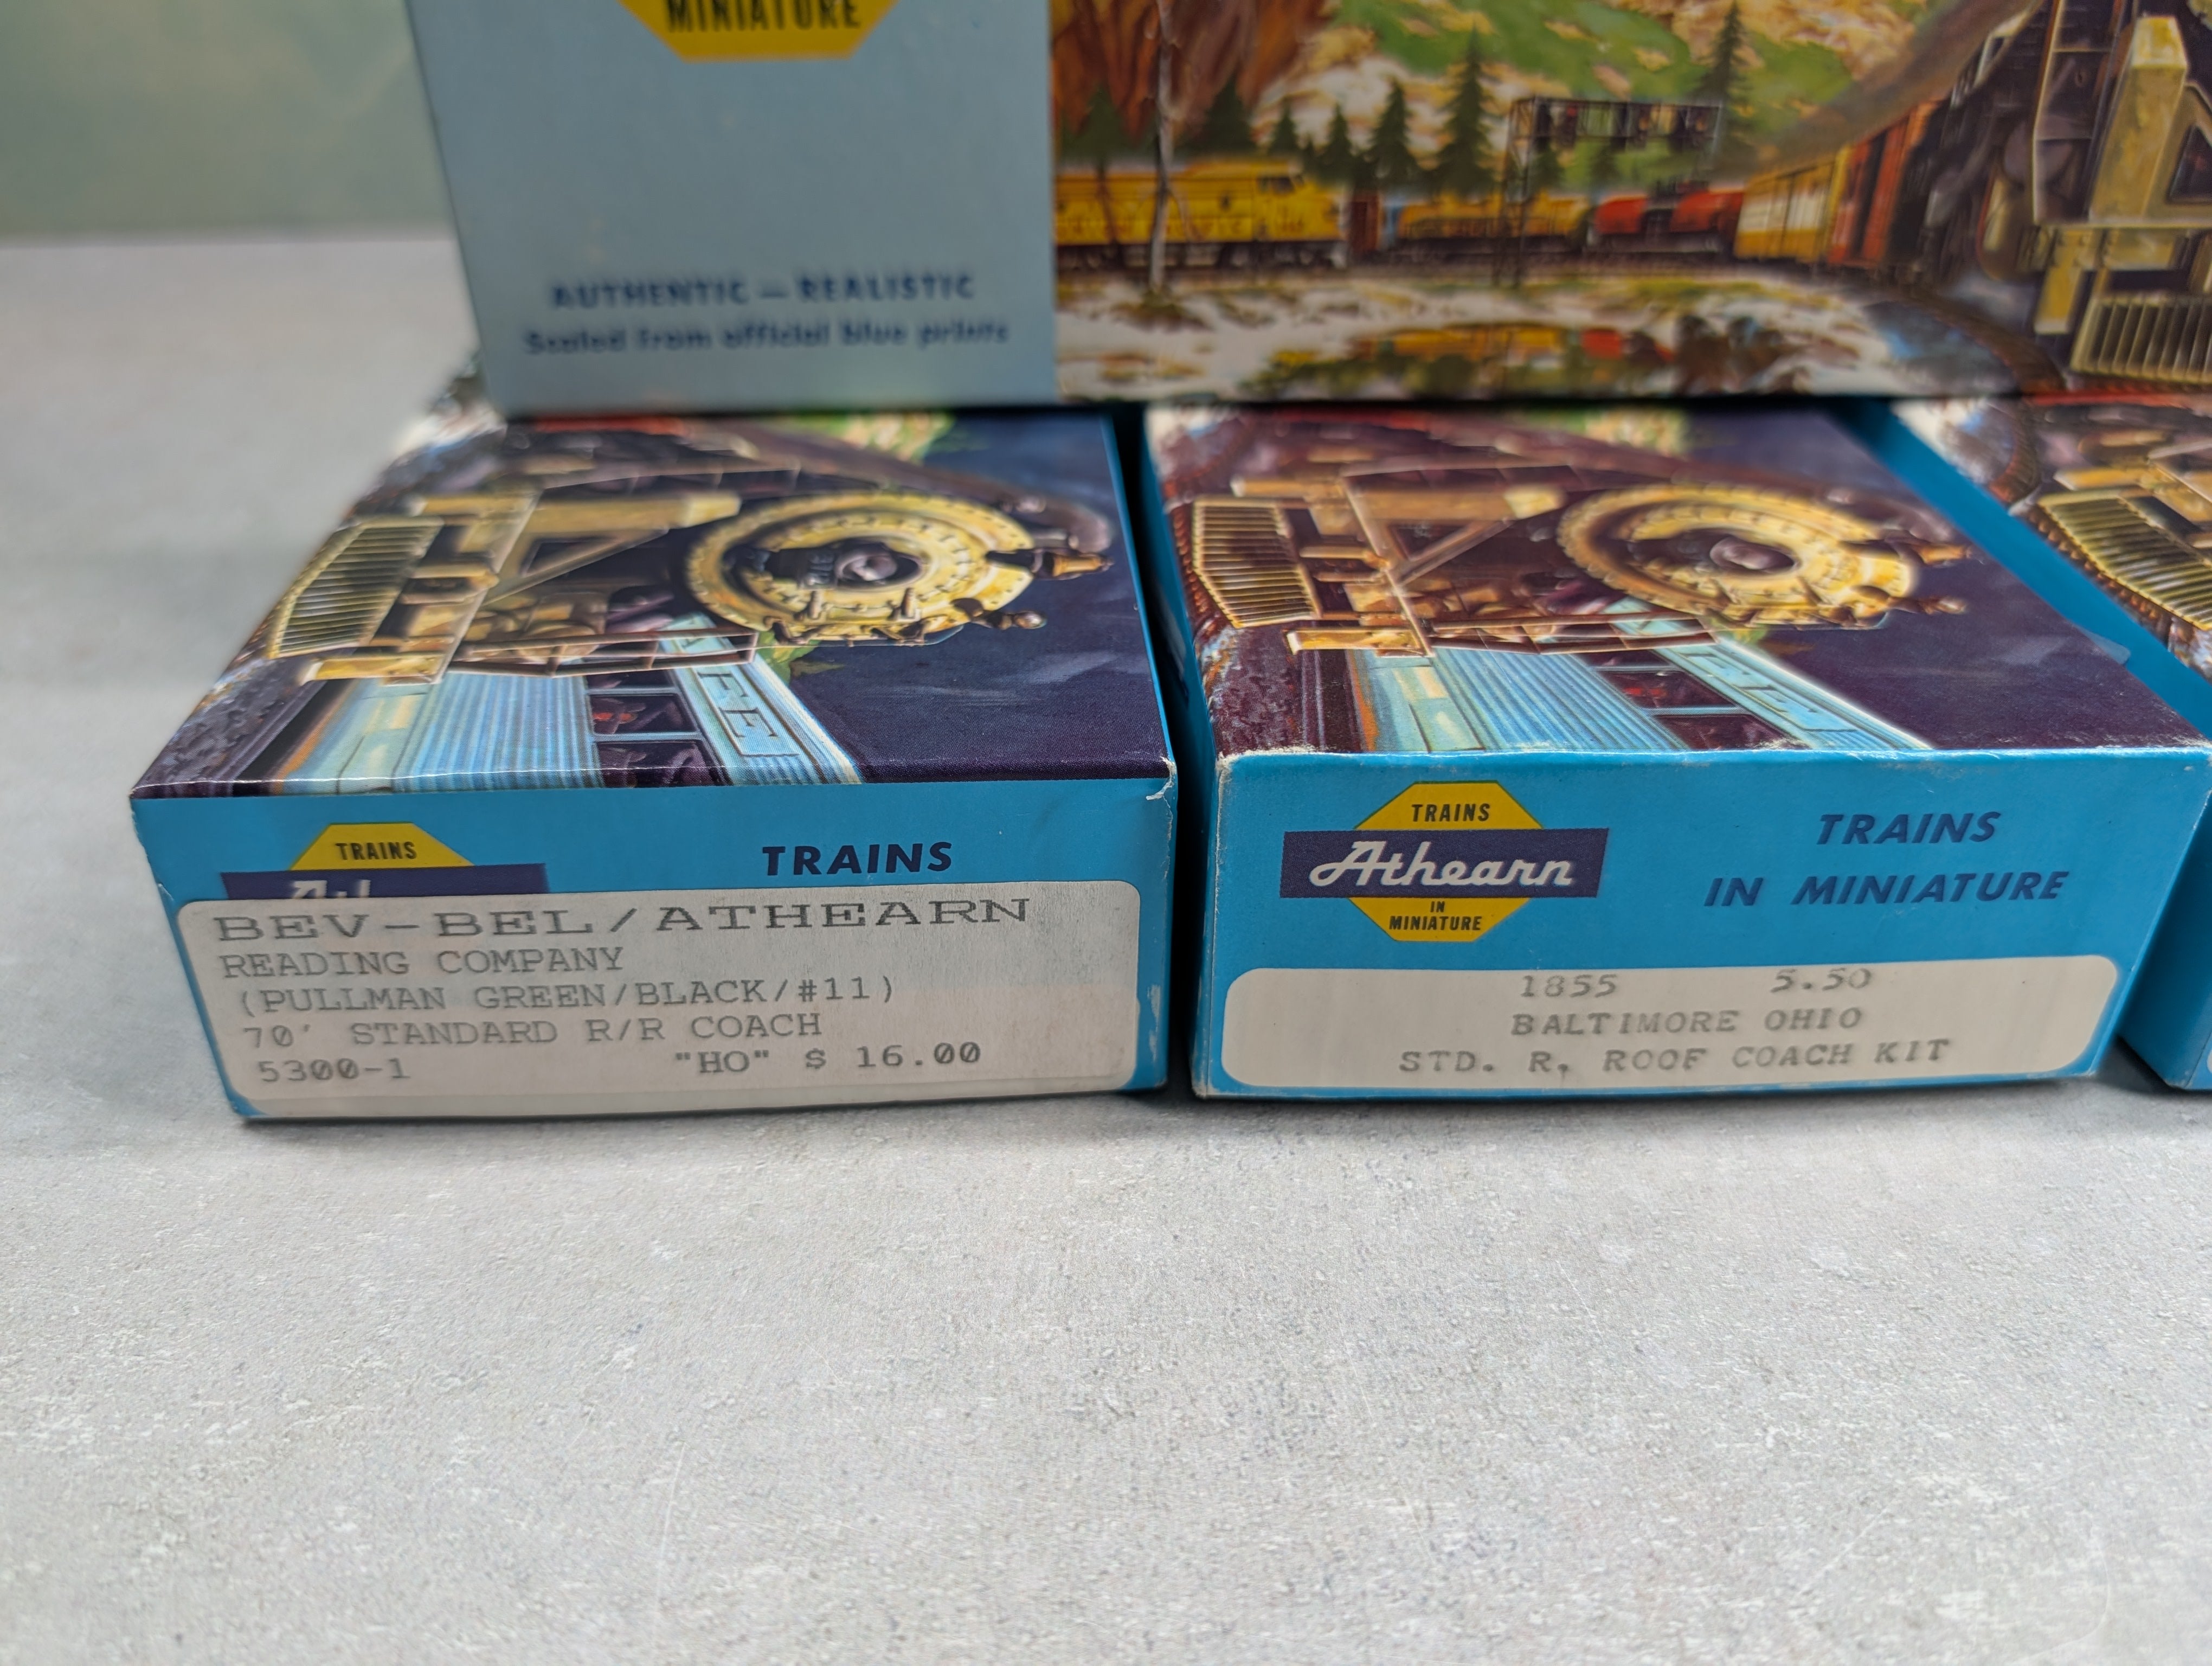 MINIATURE
AUTHENTIC — REALISTIC
Scaled from official blue prints
TRAINS
TRAINS
BEV-BEL/ATHEARN
READING COMPANY
(PULLMAN GREEN/BLACK/#11)
70' STANDARD R/R COACH
5300-1 "HO" $ 16.00
TRAINS
Athearn
IN
MINIATURE
TRAINS
IN MINIATURE
1855 5.50
BALTIMORE OHIO
STD. R. ROOF COACH KIT